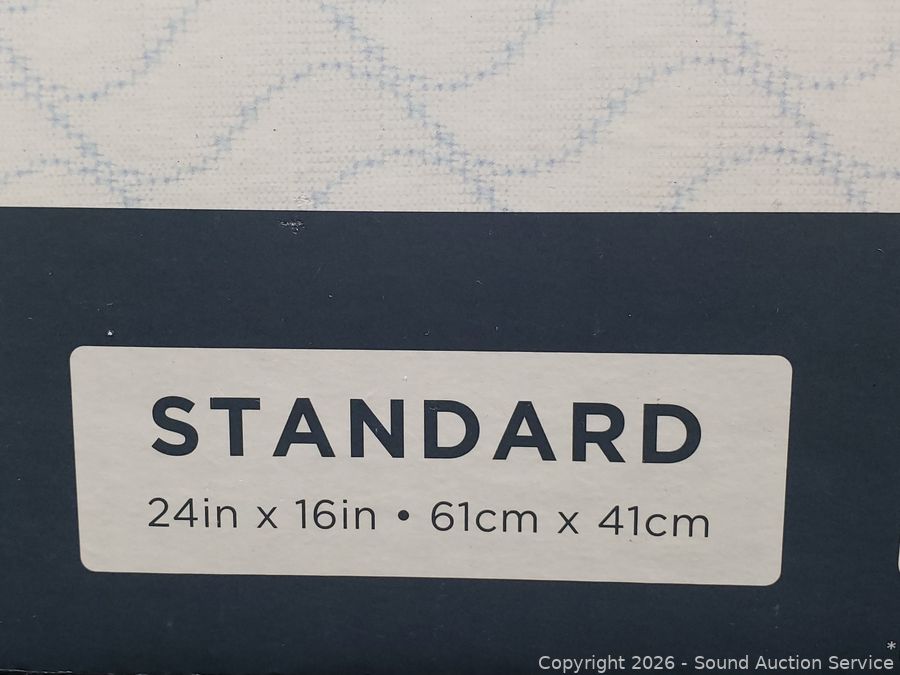 STANDARD
24in x 16in • 61cm x 41cm
*
Copyright 2026 - Sound Auction Service